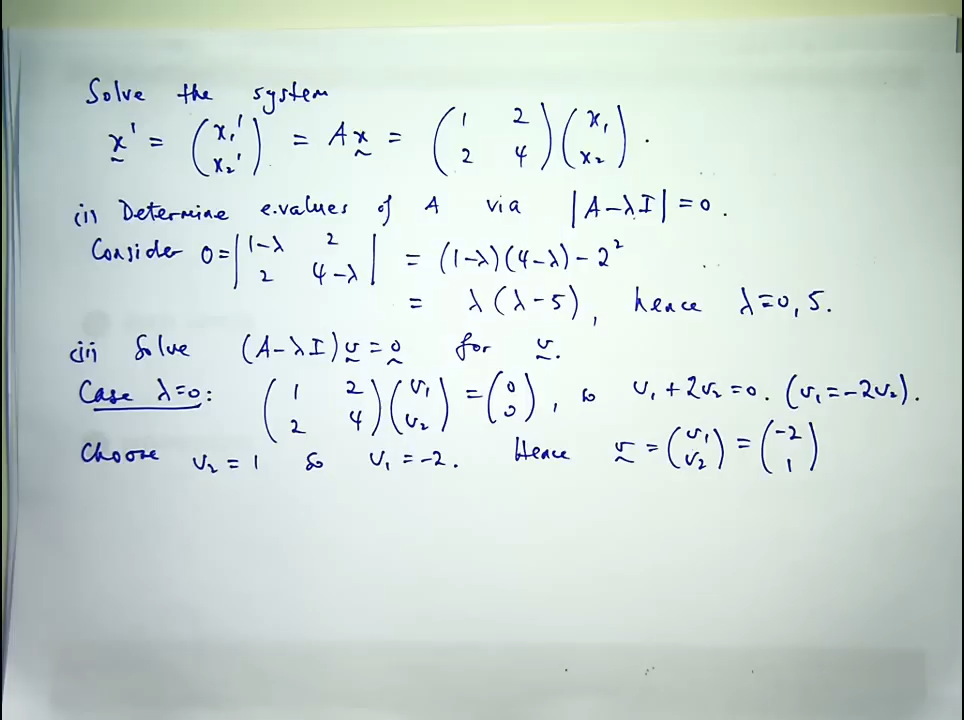 Solve the system
x̰' = (x₁' x₂') = A x̰ = (1 2 2 4)(x₁ x₂).
(i) Determine e.values of A via |A-λI| = 0.
Consider 0 = |1-λ 2 2 4-λ| = (1-λ)(4-λ) - 2²
= λ(λ-5), hence λ=0, 5.
(ii) Solve (A-λI)v̰ = 0̰ for v̰.
Case λ=0: (1 2 2 4)(v₁ v₂) = (0 0), so v₁ + 2v₂ = 0. (v₁ = -2v₂).
Choose v₂ = 1 so v₁ = -2. Hence v̰ = (v₁ v₂) = (-2 1)